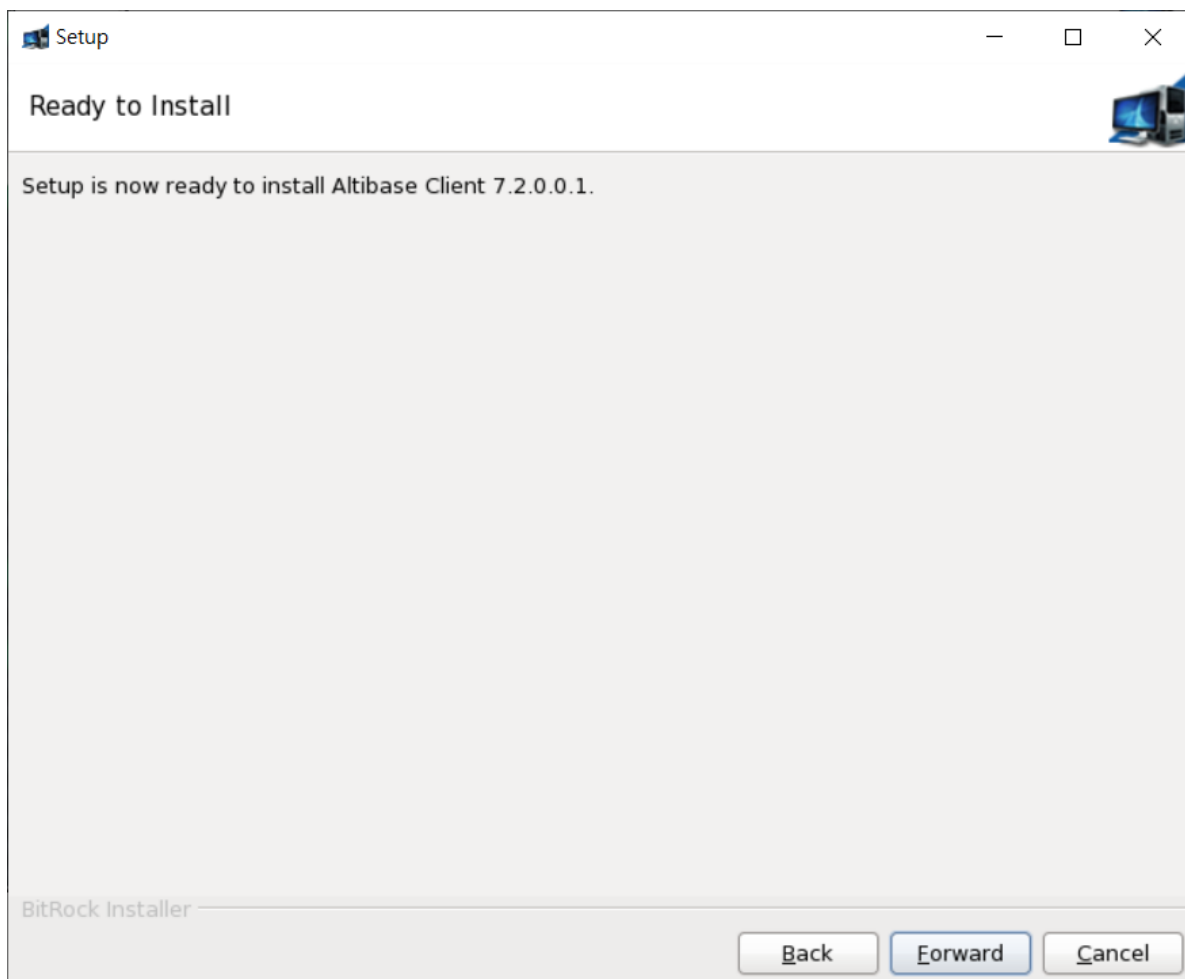 Setup
Ready to Install
Setup is now ready to install Altibase Client 7.2.0.0.1.
BitRock Installer
Back Forward Cancel